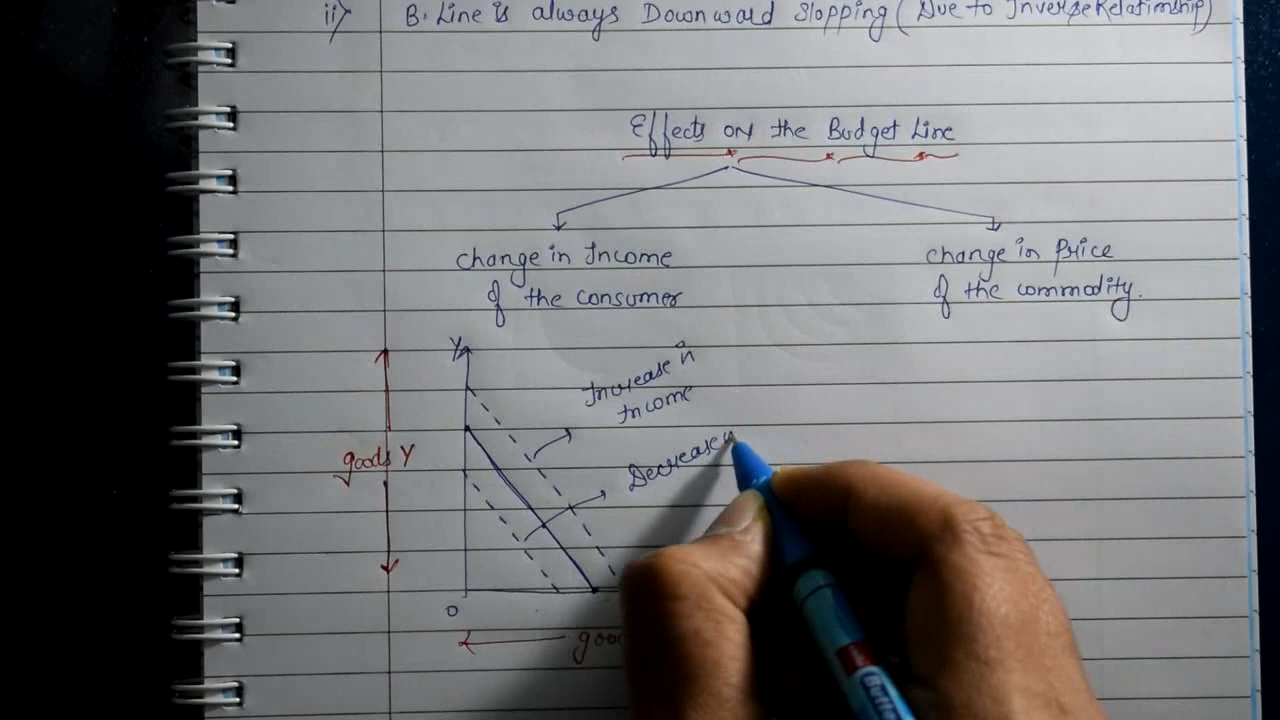 ii) B. Line is always Downward Slopping (Due to Inverse Relationship)
Effects on the Budget Line
change in Income
of the consumer
change in Price
of the commodity.
Y
Increase in
Income
Decrease
goods Y
O
good